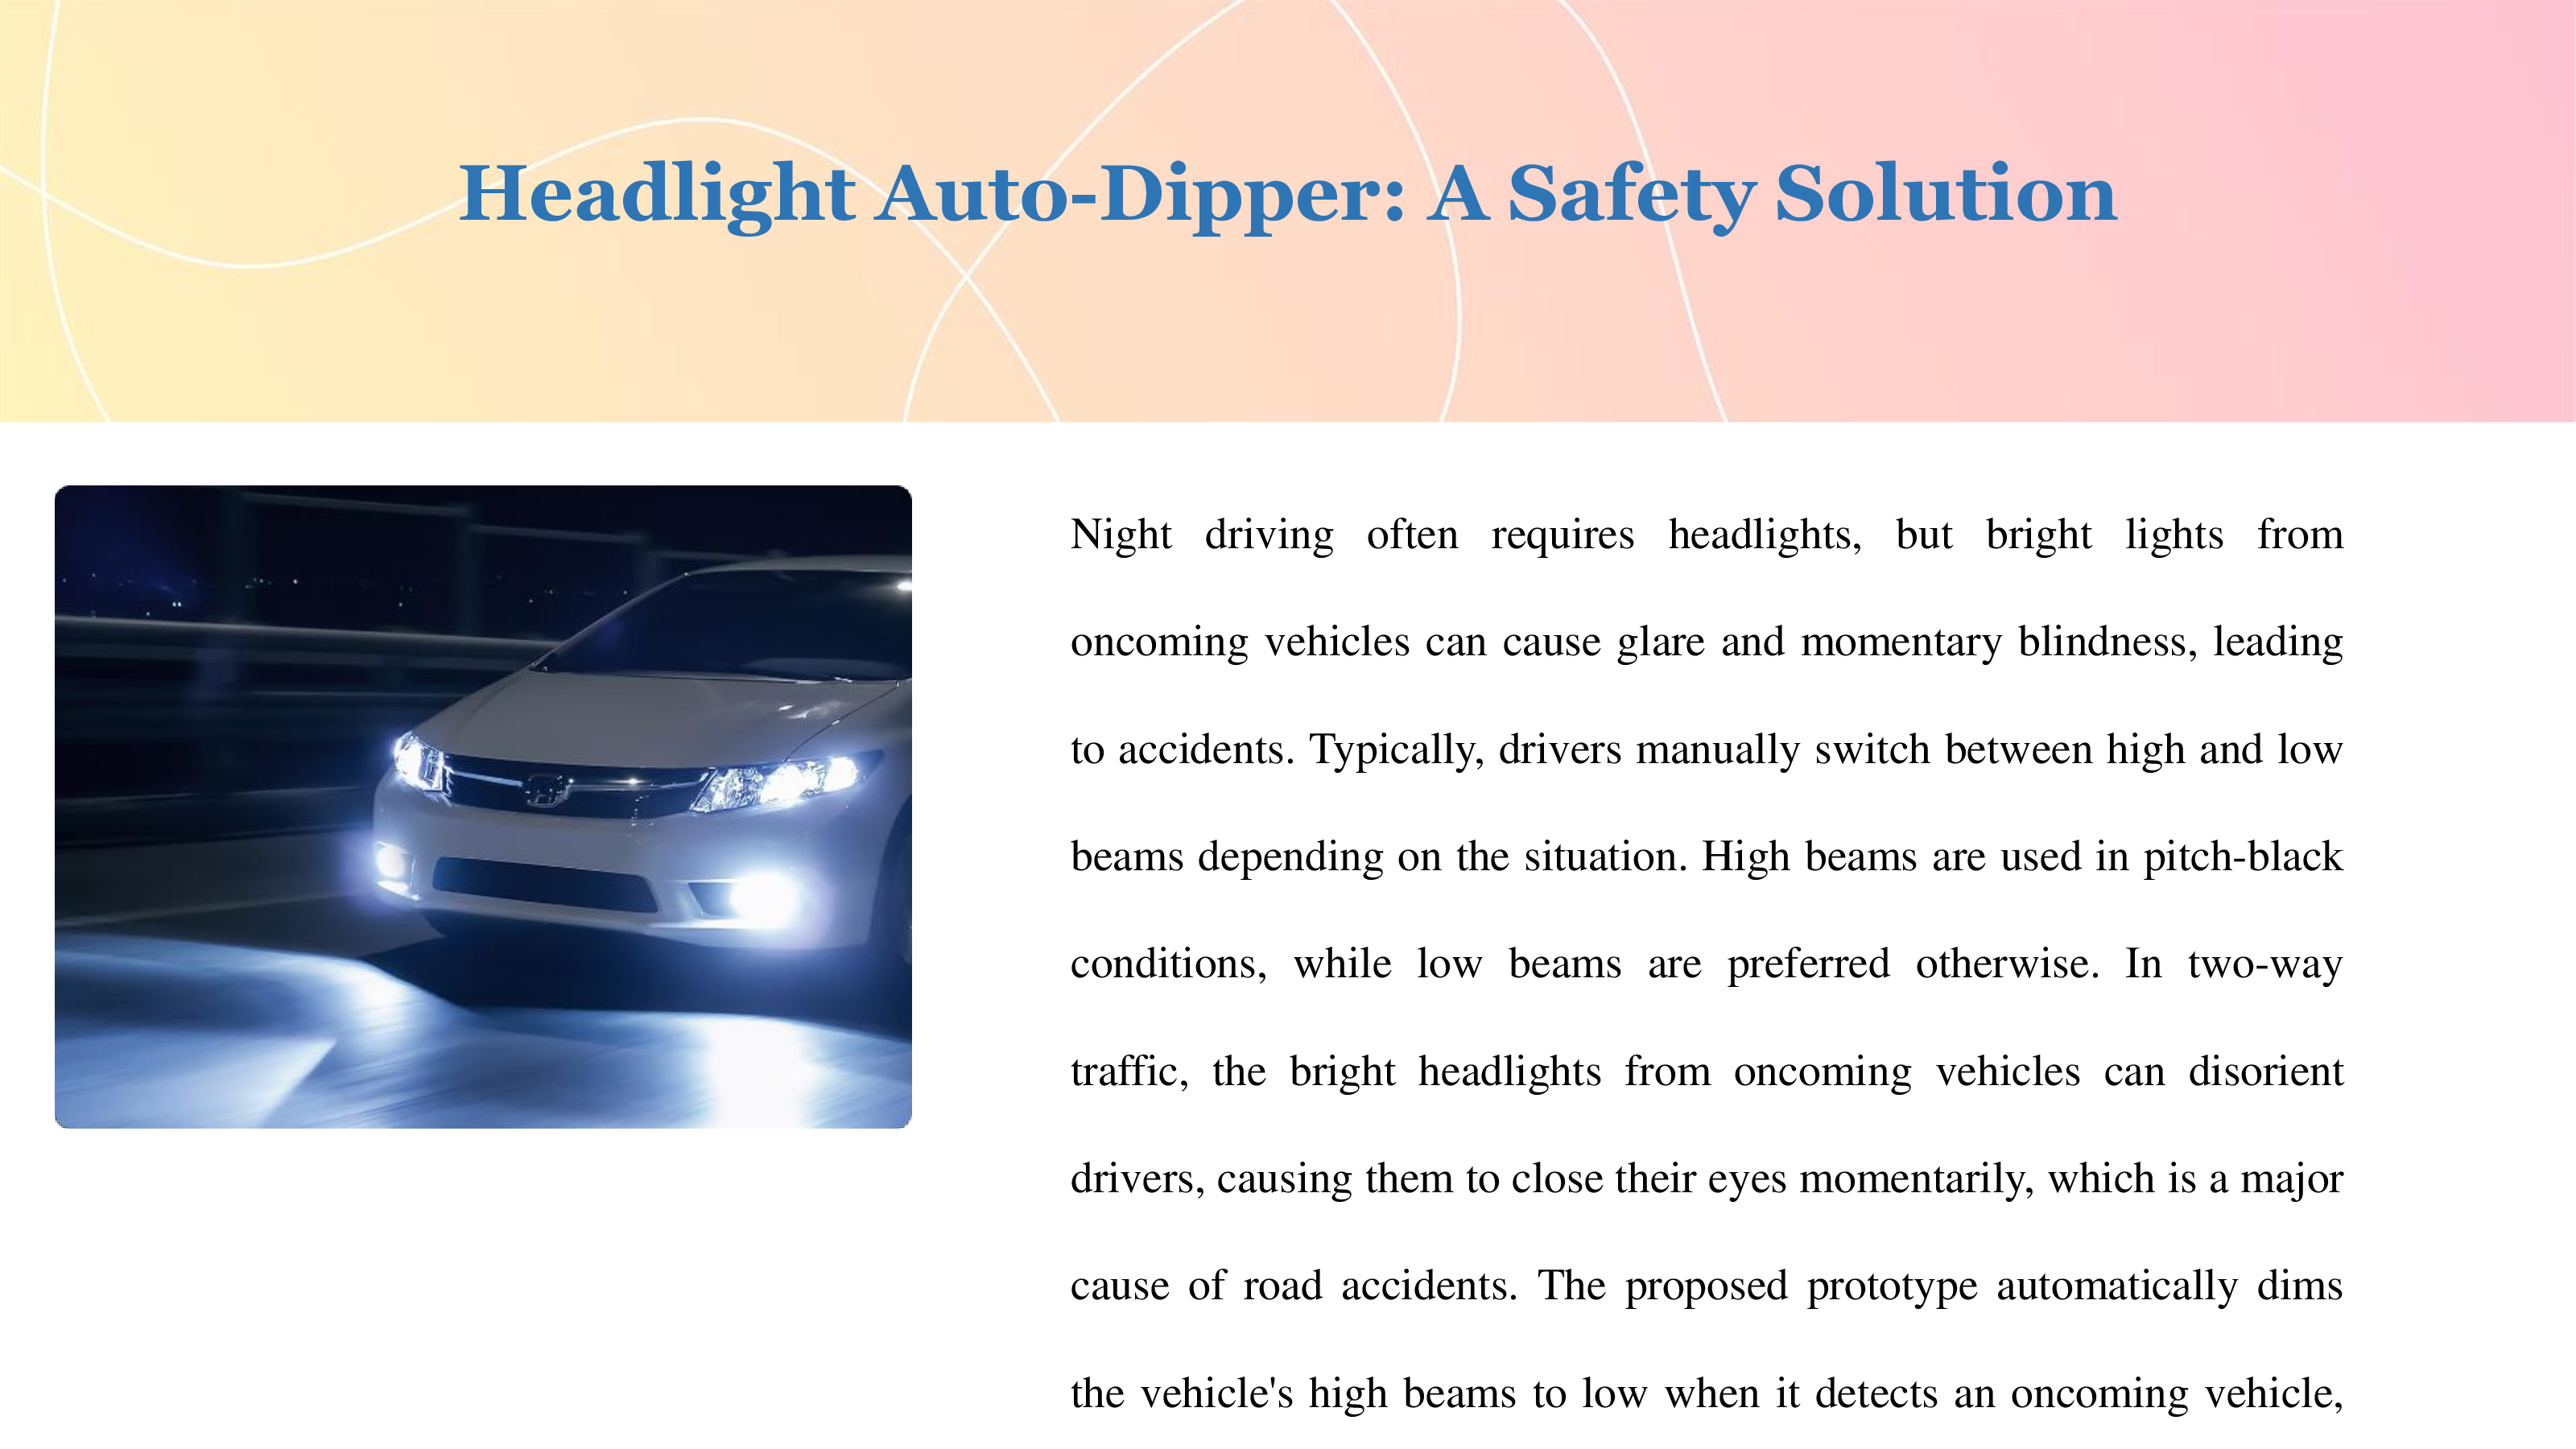 Headlight Auto-Dipper: A Safety Solution
Night driving often requires headlights, but bright lights from
oncoming vehicles can cause glare and momentary blindness, leading
to accidents. Typically, drivers manually switch between high and low
beams depending on the situation. High beams are used in pitch-black
conditions, while low beams are preferred otherwise. In two-way
traffic, the bright headlights from oncoming vehicles can disorient
drivers, causing them to close their eyes momentarily, which is a major
cause of road accidents. The proposed prototype automatically dims
the vehicle's high beams to low when it detects an oncoming vehicle,